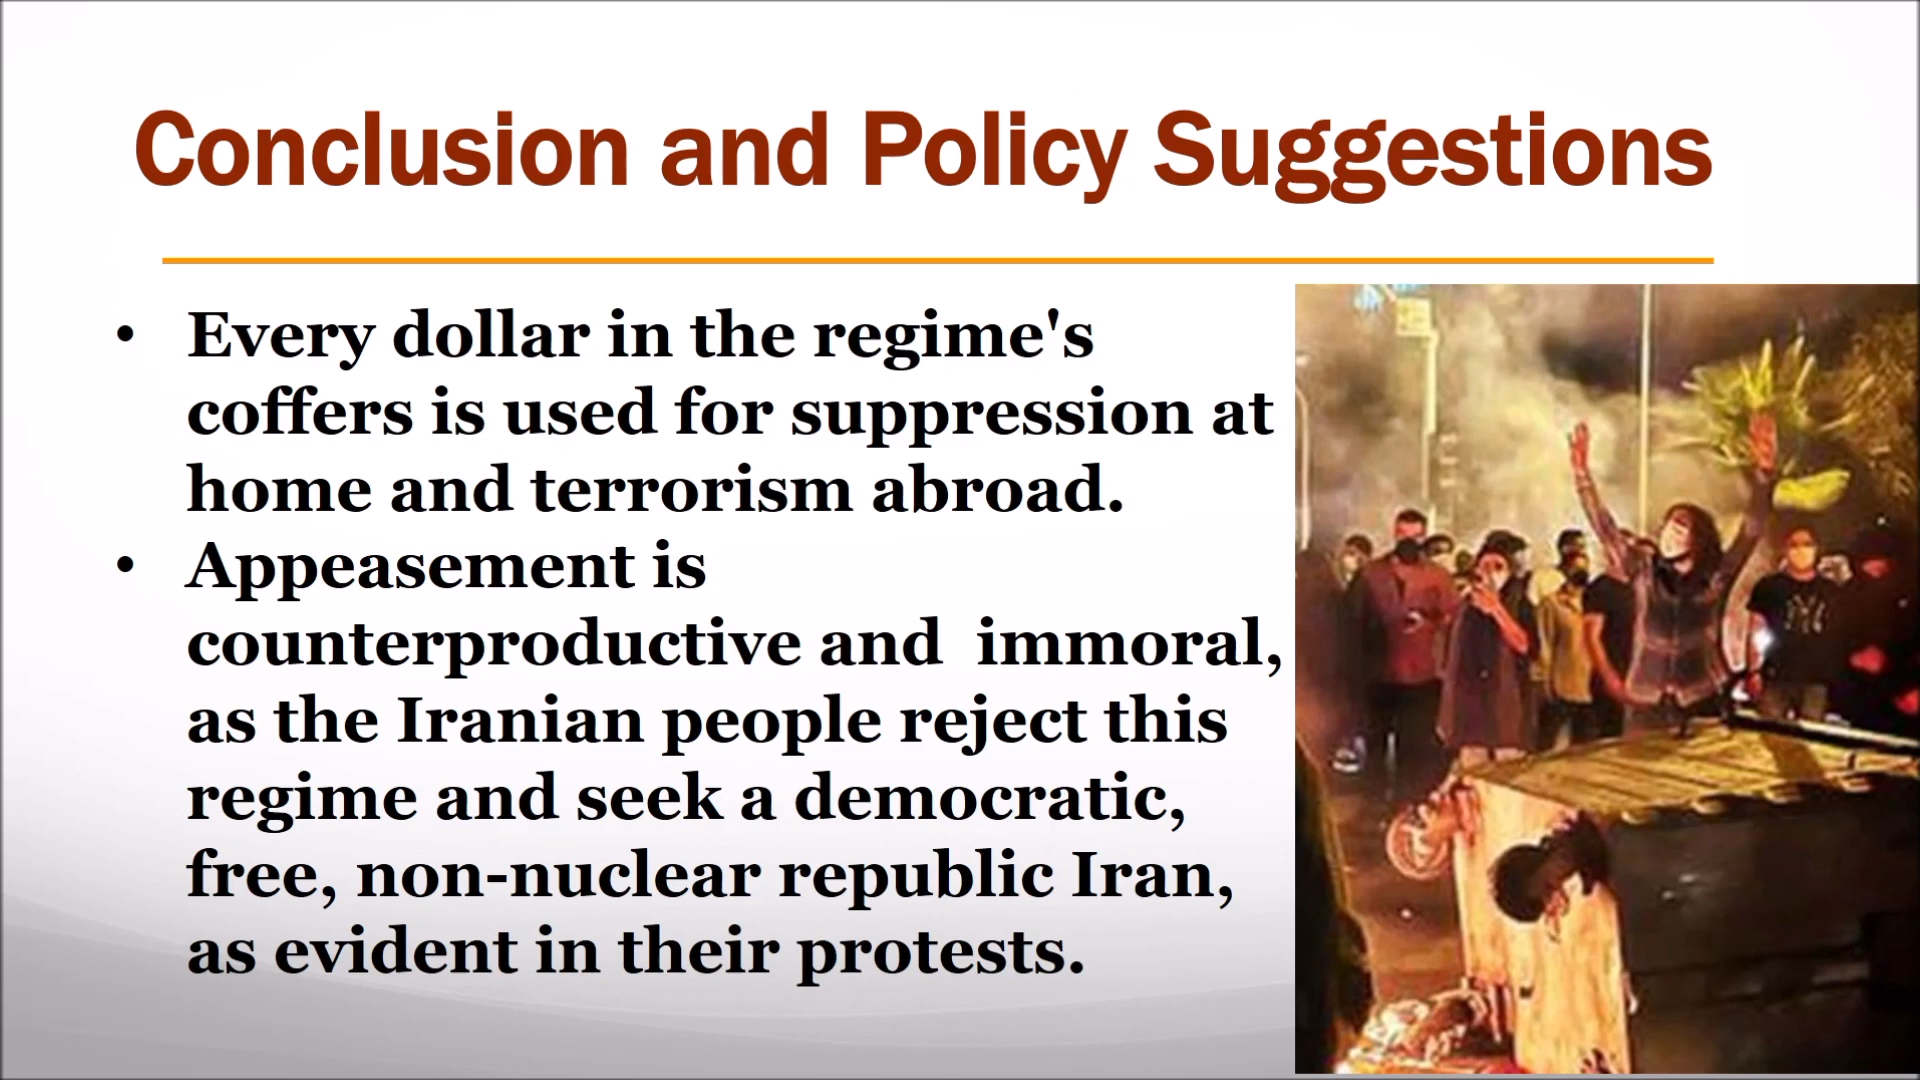 Conclusion and Policy Suggestions
• Every dollar in the regime's
coffers is used for suppression at
home and terrorism abroad.
• Appeasement is
counterproductive and  immoral,
as the Iranian people reject this
regime and seek a democratic,
free, non-nuclear republic Iran,
as evident in their protests.